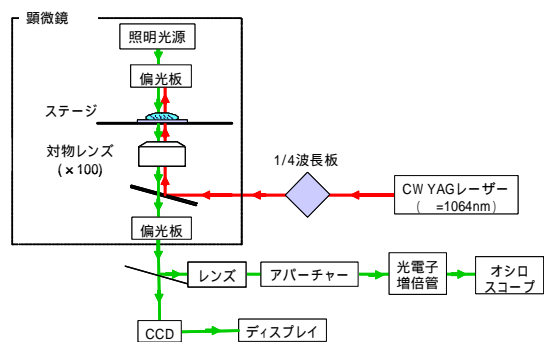 顕微鏡
照明光源
偏光板
ステージ
対物レンズ
(×100)
1/4波長板
CW YAGレーザー
( =1064nm)
偏光板
レンズ
アパーチャー
光電子
増倍管
オシロ
スコープ
CCD
ディスプレイ